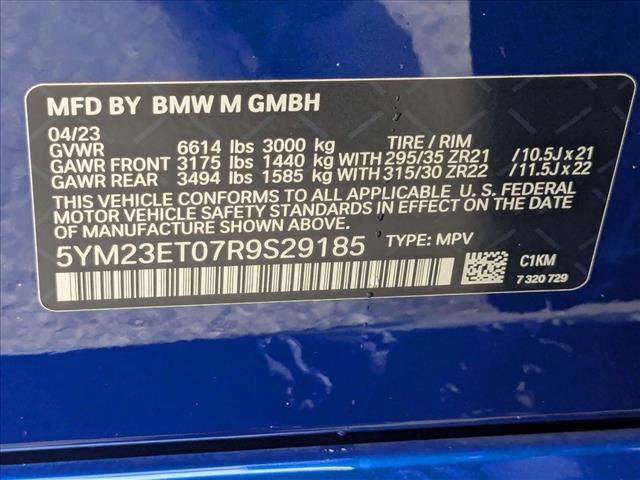 MFD BY BMW M GMBH
04/23
GVWR 6614 lbs 3000 kg TIRE / RIM
GAWR FRONT 3175 lbs 1440 kg WITH 295/35 ZR21 /10.5J x 21
GAWR REAR 3494 lbs 1585 kg WITH 315/30 ZR22 /11.5J x 22
THIS VEHICLE CONFORMS TO ALL APPLICABLE U. S. FEDERAL
MOTOR VEHICLE SAFETY STANDARDS IN EFFECT ON THE DATE
OF MANUFACTURE SHOWN ABOVE.
5YM23ET07R9S29185 TYPE: MPV
C1KM
7 320 729